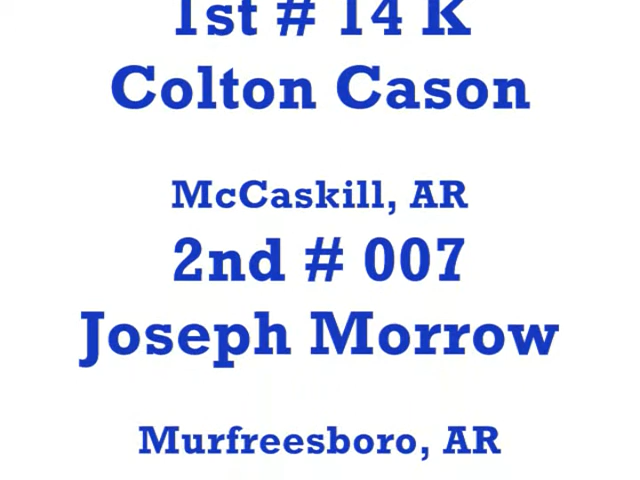 1st # 14 K
Colton Cason
McCaskill, AR
2nd # 007
Joseph Morrow
Murfreesboro, AR